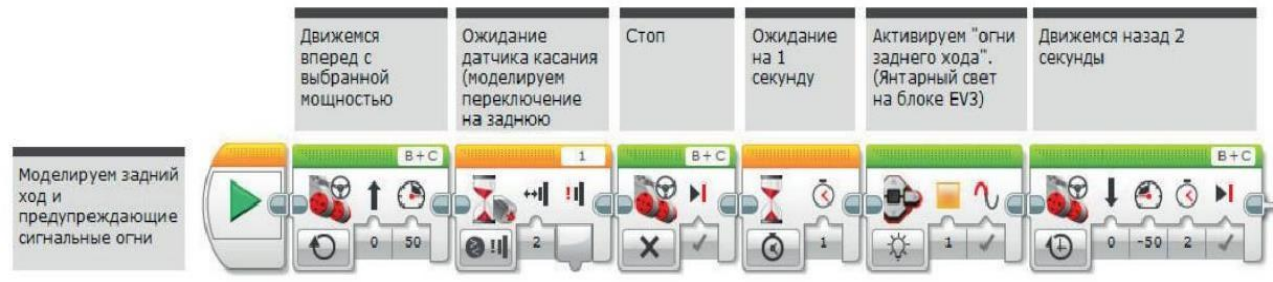 Движемся
вперед с
выбранной
мощностью
Ожидание
датчика касания
(моделируем
переключение
на заднюю
Стоп
Ожидание
на 1
секунду
Активируем "огни
заднего хода".
(Янтарный свет
на блоке EV3)
Движемся назад 2
секунды
Моделируем задний
ход и
предупреждающие
сигнальные огни
B+C
0 50
1
2
B+C
1
1
B+C
0 -50 2